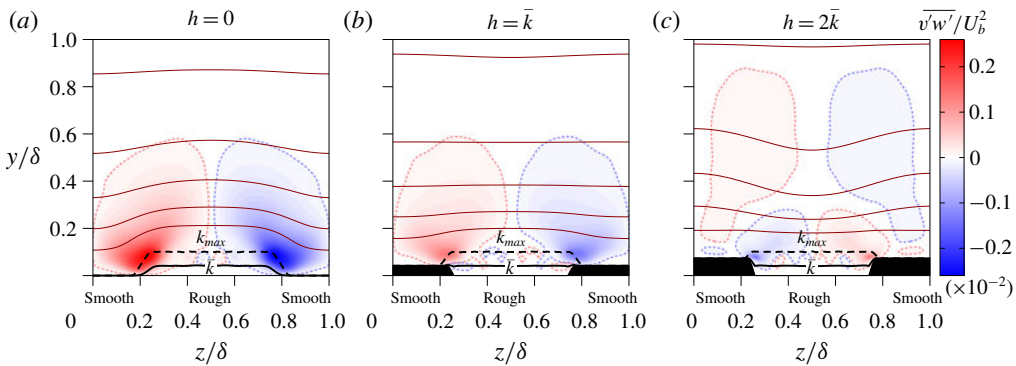 (a) h = 0 (b) h = k̄ (c) h = 2k̄ \overline{v′w′}/U_b^2
1.0
0.8
0.6
y/δ
0.4
0.2
k_max k_max k_max
k̄ k̄ k̄
0.2
0.1
0
−0.1
−0.2
(×10−2)
Smooth Rough Smooth Smooth Rough Smooth Smooth Rough Smooth
0 0.2 0.4 0.6 0.8 1.0 0 0.2 0.4 0.6 0.8 1.0 0 0.2 0.4 0.6 0.8 1.0
z/δ z/δ z/δ